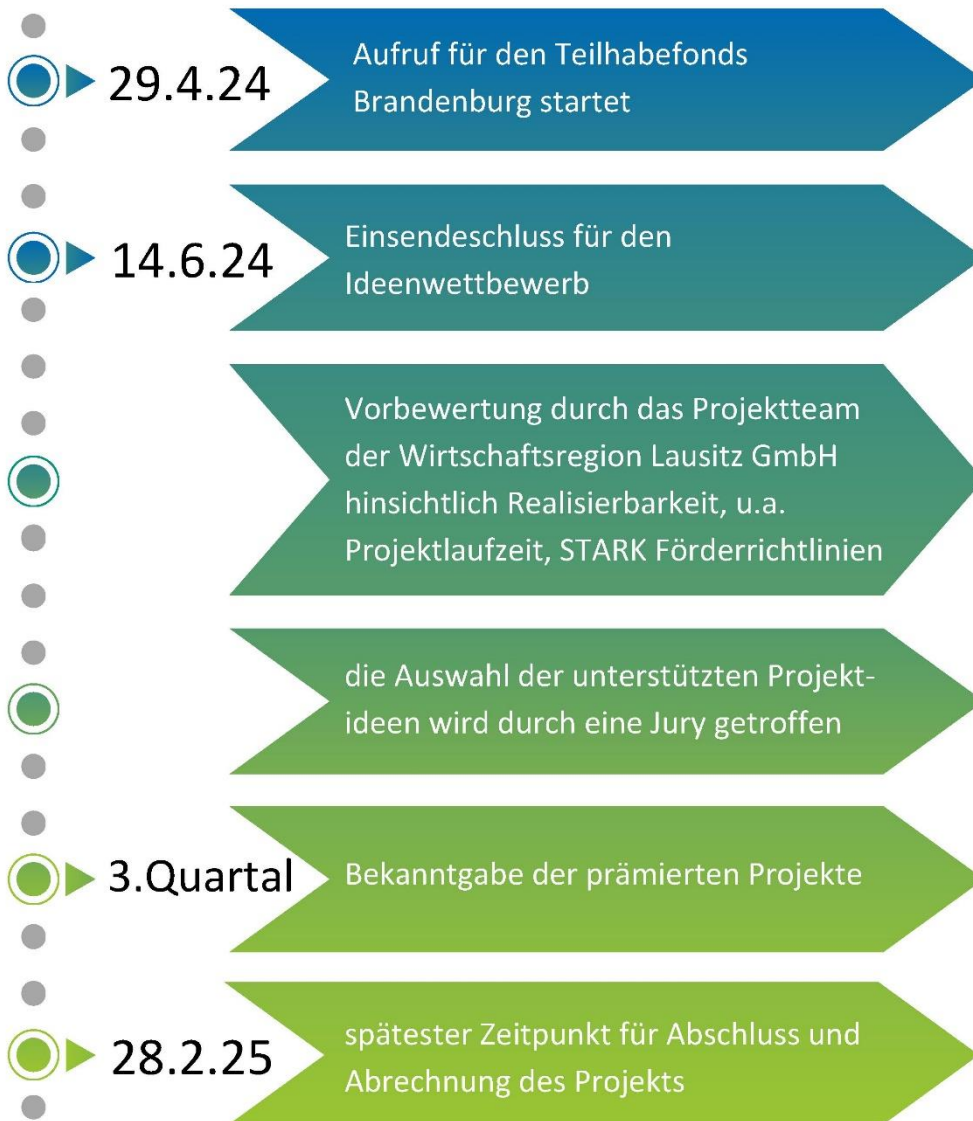 29.4.24
Aufruf für den Teilhabefonds
Brandenburg startet
14.6.24
Einsendeschluss für den
Ideenwettbewerb
Vorbewertung durch das Projektteam
der Wirtschaftsregion Lausitz GmbH
hinsichtlich Realisierbarkeit, u.a.
Projektlaufzeit, STARK Förderrichtlinien
die Auswahl der unterstützten Projekt-
ideen wird durch eine Jury getroffen
3.Quartal
Bekanntgabe der prämierten Projekte
28.2.25
spätester Zeitpunkt für Abschluss und
Abrechnung des Projekts